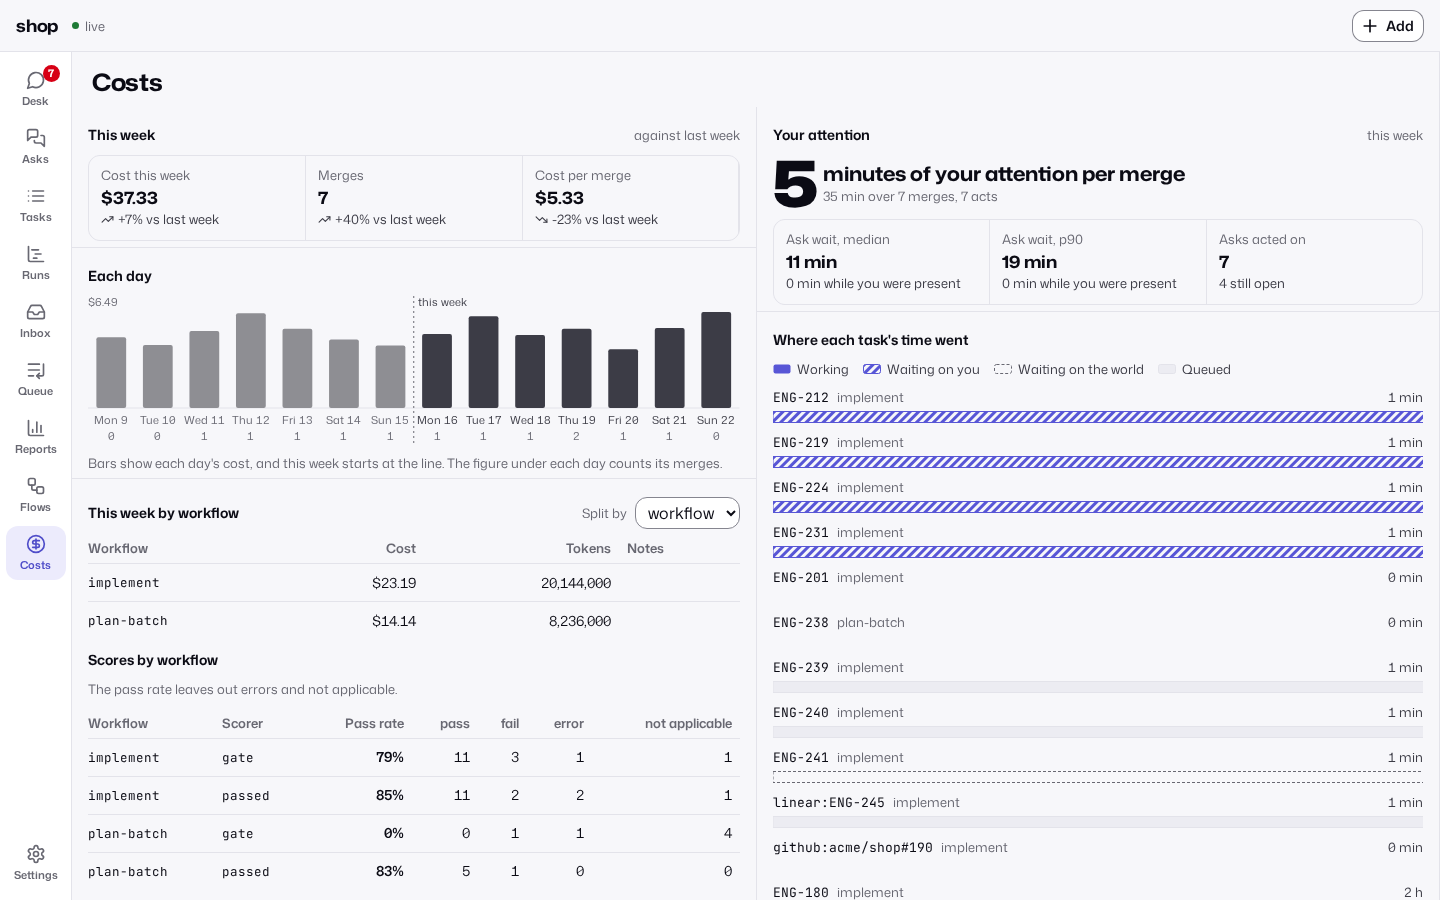 shop
live
Add
7
Desk
Asks
Tasks
Runs
Inbox
Queue
Reports
Flows
Costs
Settings
Costs
This week
against last week
Cost this week
$37.33
+7% vs last week
Merges
7
+40% vs last week
Cost per merge
$5.33
-23% vs last week
Each day
$6.49
this week
Mon 9 Tue 10 Wed 11 Thu 12 Fri 13 Sat 14 Sun 15 Mon 16 Tue 17 Wed 18 Thu 19 Fri 20 Sat 21 Sun 22
0 0 1 1 1 1 1 1 1 1 2 1 1 0
Bars show each day's cost, and this week starts at the line. The figure under each day counts its merges.
This week by workflow
Split by workflow
Workflow Cost Tokens Notes
implement $23.19 20,144,000
plan-batch $14.14 8,236,000
Scores by workflow
The pass rate leaves out errors and not applicable.
Workflow Scorer Pass rate pass fail error not applicable
implement gate 79% 11 3 1 1
implement passed 85% 11 2 2 1
plan-batch gate 0% 0 1 1 4
plan-batch passed 83% 5 1 0 0
Your attention
this week
5 minutes of your attention per merge
35 min over 7 merges, 7 acts
Ask wait, median
11 min
0 min while you were present
Ask wait, p90
19 min
0 min while you were present
Asks acted on
7
4 still open
Where each task's time went
Working Waiting on you Waiting on the world Queued
ENG-212 implement 1 min
ENG-219 implement 1 min
ENG-224 implement 1 min
ENG-231 implement 1 min
ENG-201 implement 0 min
ENG-238 plan-batch 0 min
ENG-239 implement 1 min
ENG-240 implement 1 min
ENG-241 implement 1 min
linear:ENG-245 implement 1 min
github:acme/shop#190 implement 0 min
ENG-180 implement 2 h